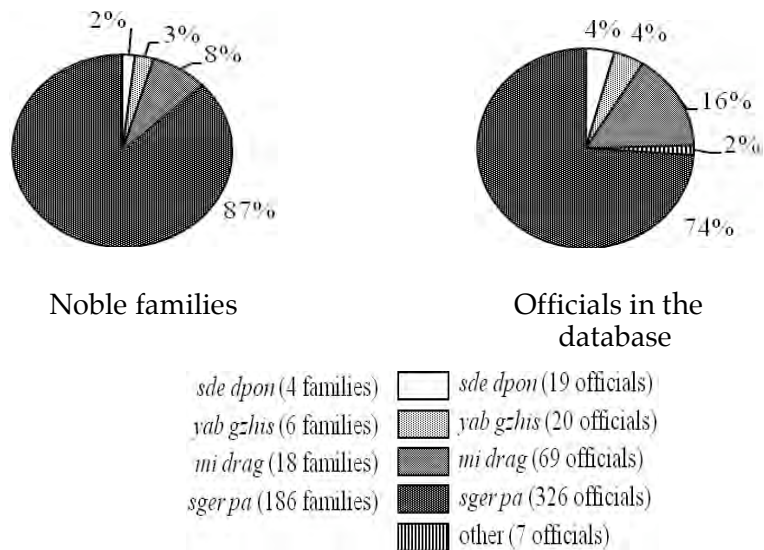 2%
3%
8%
87%
4%
4%
16%
2%
74%
Noble families
Officials in the
database
sde dpon (4 families)
sde dpon (19 officials)
yab gzhis (6 families)
yab gzhis (20 officials)
mi drag (18 families)
mi drag (69 officials)
sger pa (186 families)
sger pa (326 officials)
other (7 officials)